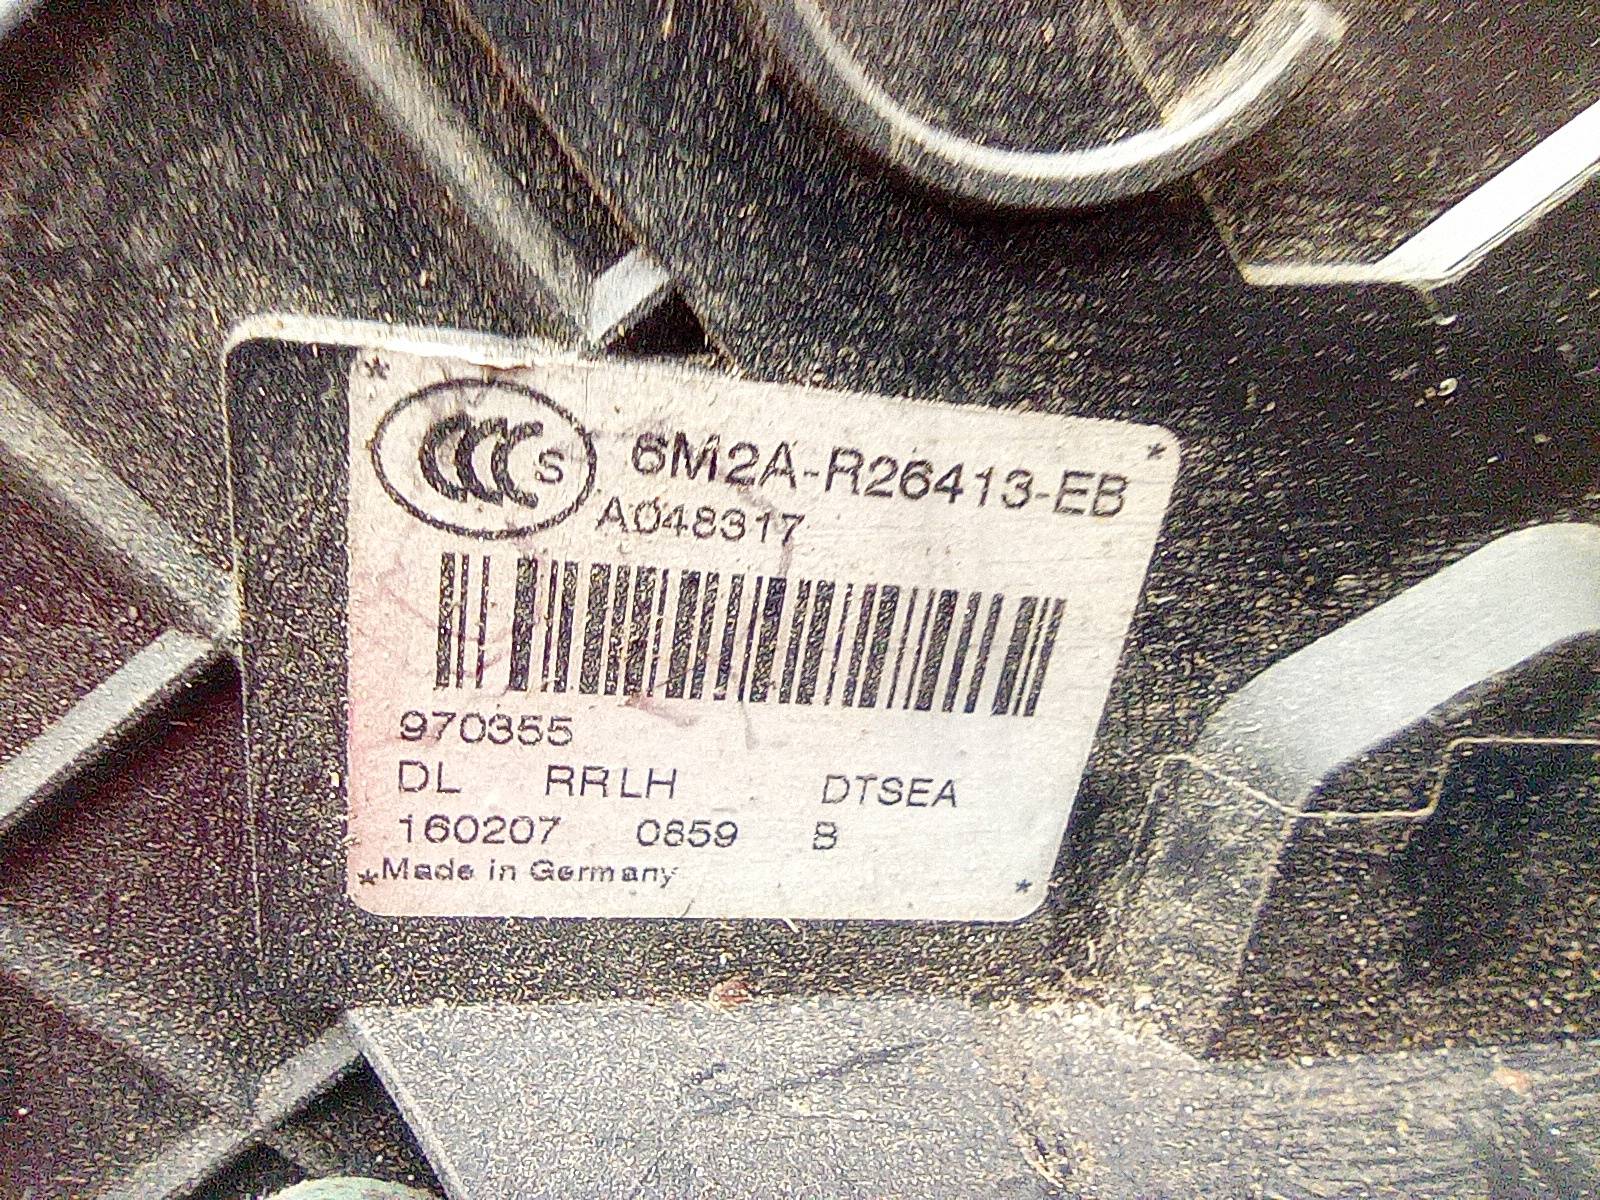 CCC S
6M2A-R26413-EB
A048317
970355
DL RRLH DTSEA
160207 0859 B
*Made in Germany